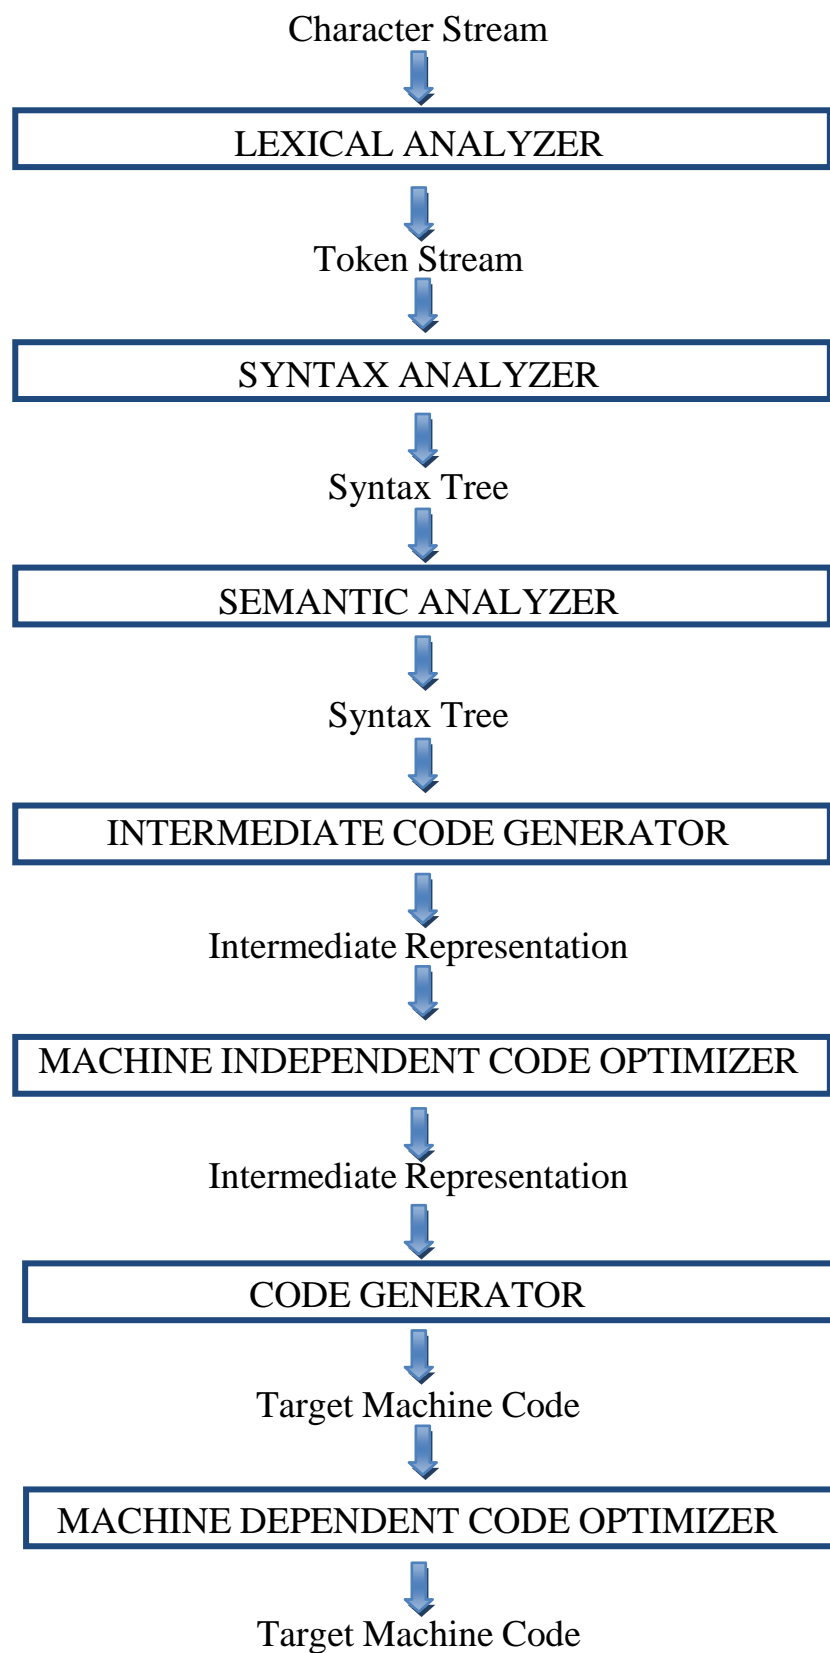 Character Stream
LEXICAL ANALYZER
Token Stream
SYNTAX ANALYZER
Syntax Tree
SEMANTIC ANALYZER
Syntax Tree
INTERMEDIATE CODE GENERATOR
Intermediate Representation
MACHINE INDEPENDENT CODE OPTIMIZER
Intermediate Representation
CODE GENERATOR
Target Machine Code
MACHINE DEPENDENT CODE OPTIMIZER
Target Machine Code